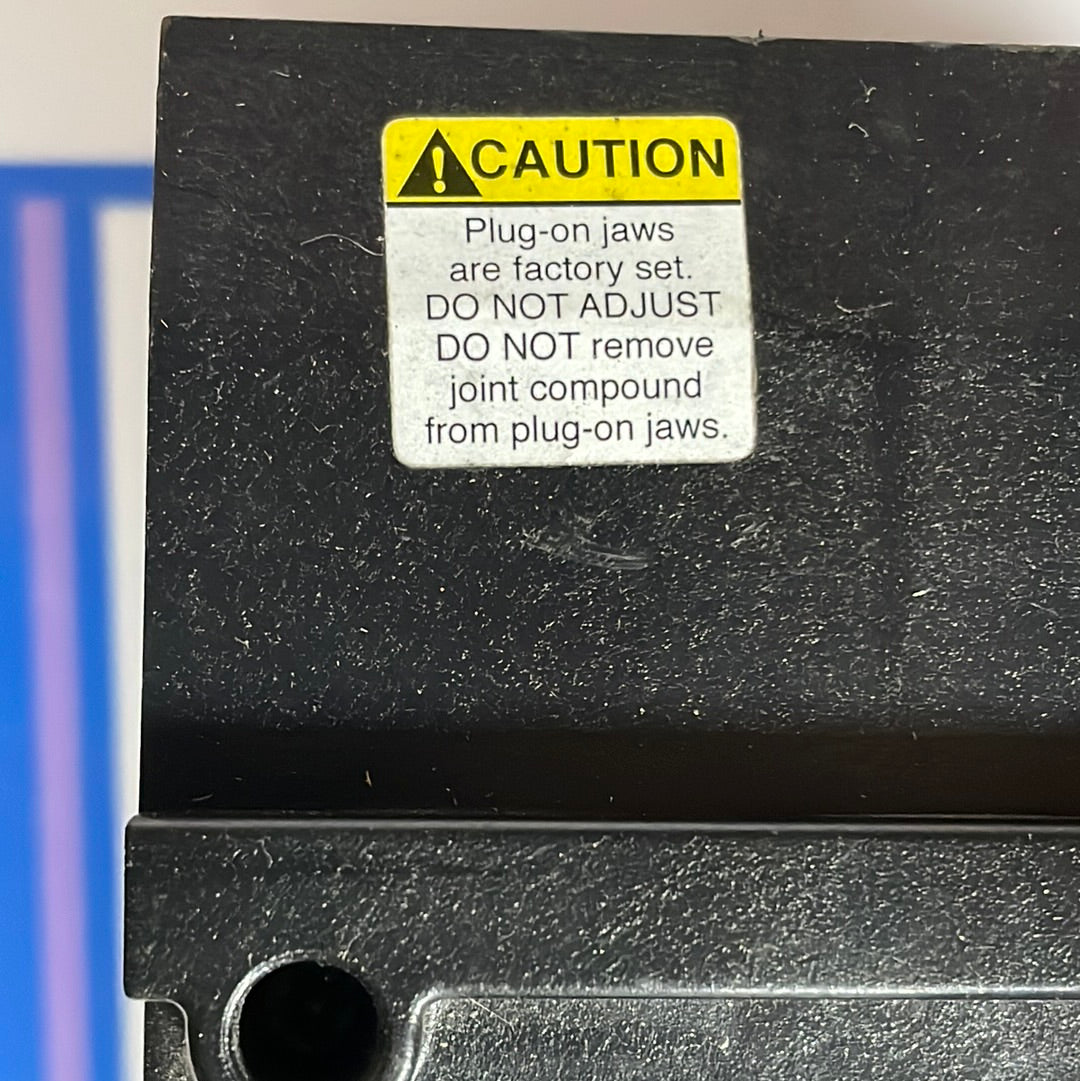 CAUTION
Plug-on jaws
are factory set.
DO NOT ADJUST
DO NOT remove
joint compound
from plug-on jaws.